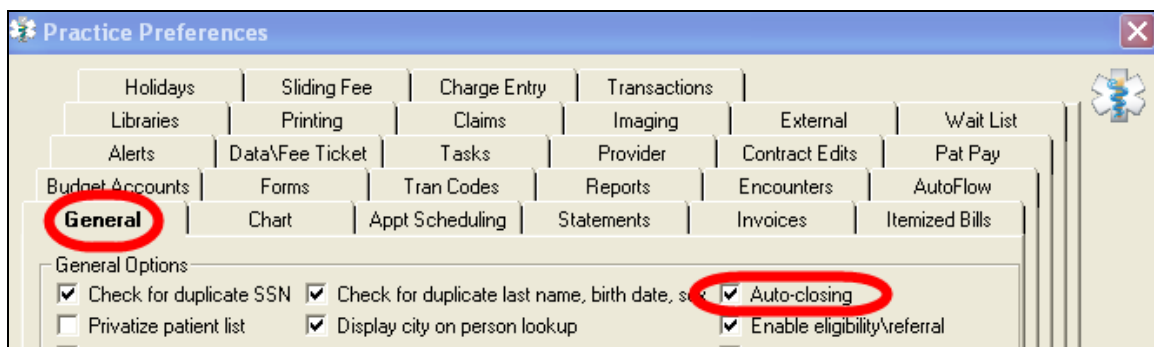 Practice Preferences
Holidays Sliding Fee Charge Entry Transactions
Libraries Printing Claims Imaging External Wait List
Alerts Data\Fee Ticket Tasks Provider Contract Edits Pat Pay
Budget Accounts Forms Tran Codes Reports Encounters AutoFlow
General Chart Appt Scheduling Statements Invoices Itemized Bills
General Options
Check for duplicate SSN Check for duplicate last name, birth date, sex Auto-closing
Privatize patient list Display city on person lookup Enable eligibility\referral